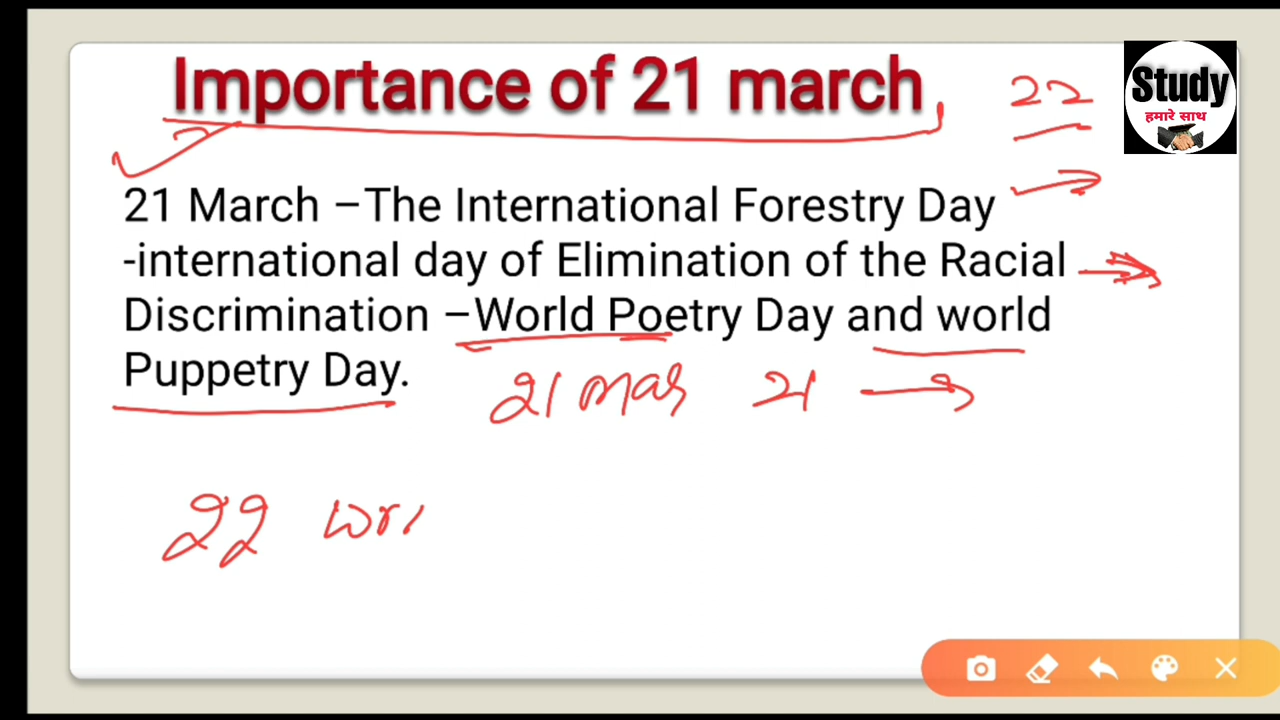 Importance of 21 march
22
Study
हमारे साथ
21 March –The International Forestry Day
-international day of Elimination of the Racial
Discrimination –World Poetry Day and world
Puppetry Day.
21 mar 21
22